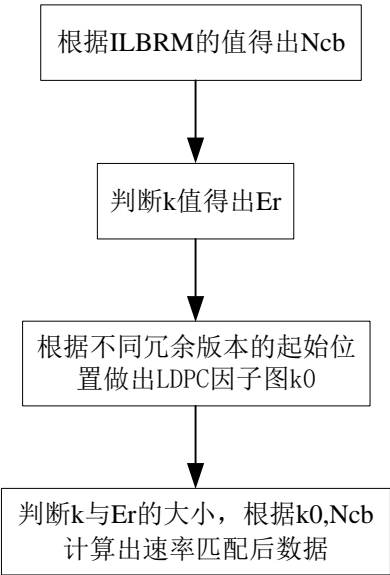 根据ILBRM的值得出Ncb
判断k值得出Er
根据不同冗余版本的起始位
置做出LDPC因子图k0
判断k与Er的大小，根据k0,Ncb
计算出速率匹配后数据